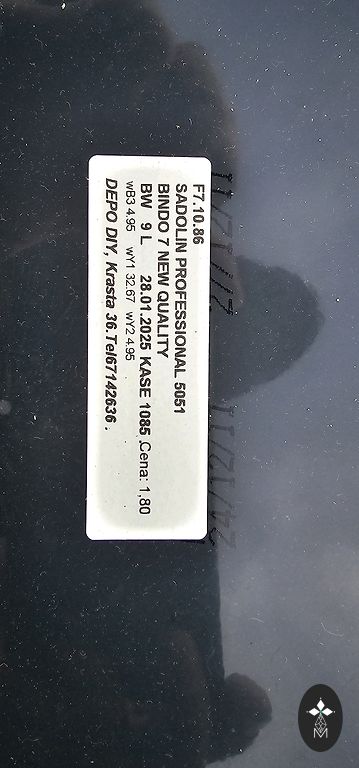 F7.10.86
SADOLIN PROFESSIONAL 5051
BINDO 7 NEW QUALITY
BW 9 L 28.01.2025 KASE 1085 ,Cena: 1,80
wB3 4.95 wY1 32.67 wY2 4.95
DEPO DIY, Krasta 36.Tel67142636 .
M